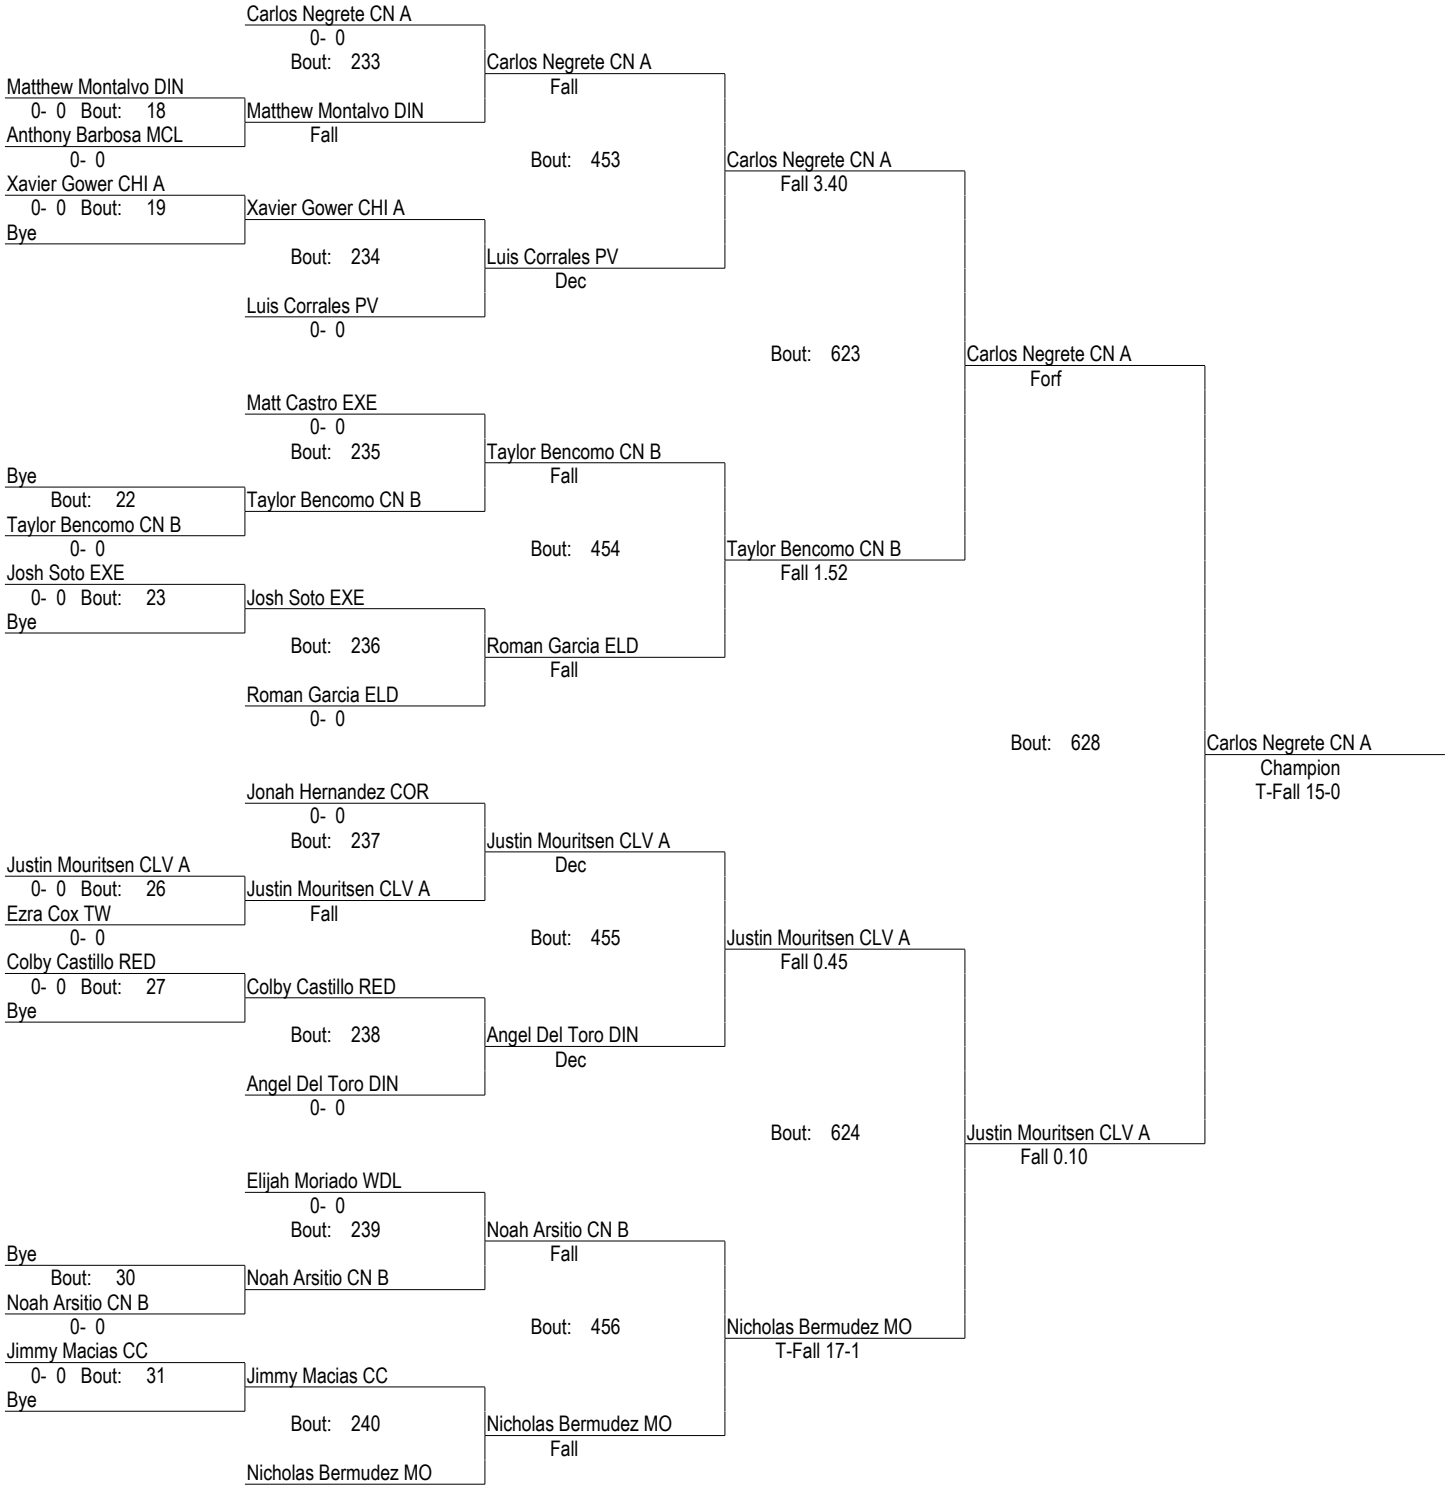 Carlos Negrete CN A
0- 0
Bout: 233
Carlos Negrete CN A
Fall
Matthew Montalvo DIN
0- 0 Bout: 18
Matthew Montalvo DIN
Fall
Anthony Barbosa MCL
0- 0
Bout: 453
Carlos Negrete CN A
Fall 3.40
Xavier Gower CHI A
0- 0 Bout: 19
Xavier Gower CHI A
Bye
Bout: 234
Luis Corrales PV
Dec
Luis Corrales PV
0- 0
Bout: 623
Carlos Negrete CN A
Forf
Matt Castro EXE
0- 0
Bout: 235
Taylor Bencomo CN B
Fall
Bye
Bout: 22
Taylor Bencomo CN B
Taylor Bencomo CN B
0- 0
Bout: 454
Taylor Bencomo CN B
Fall 1.52
Josh Soto EXE
0- 0 Bout: 23
Josh Soto EXE
Bye
Bout: 236
Roman Garcia ELD
Fall
Roman Garcia ELD
0- 0
Bout: 628
Carlos Negrete CN A
Champion
T-Fall 15-0
Jonah Hernandez COR
0- 0
Bout: 237
Justin Mouritsen CLV A
Dec
Justin Mouritsen CLV A
0- 0 Bout: 26
Justin Mouritsen CLV A
Fall
Ezra Cox TW
0- 0
Bout: 455
Justin Mouritsen CLV A
Fall 0.45
Colby Castillo RED
0- 0 Bout: 27
Colby Castillo RED
Bye
Bout: 238
Angel Del Toro DIN
Dec
Angel Del Toro DIN
0- 0
Bout: 624
Justin Mouritsen CLV A
Fall 0.10
Elijah Moriado WDL
0- 0
Bout: 239
Noah Arsitio CN B
Fall
Bye
Bout: 30
Noah Arsitio CN B
Noah Arsitio CN B
0- 0
Bout: 456
Nicholas Bermudez MO
T-Fall 17-1
Jimmy Macias CC
0- 0 Bout: 31
Jimmy Macias CC
Bye
Bout: 240
Nicholas Bermudez MO
Fall
Nicholas Bermudez MO